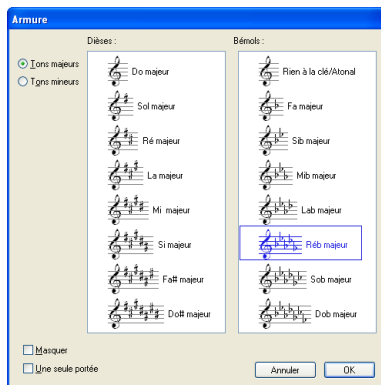 Armure
Dièses :
Bémols :
Tons majeurs
Tons mineurs
Do majeur
Sol majeur
Ré majeur
La majeur
Mi majeur
Si majeur
Fa# majeur
Do# majeur
Rien à la clé/Atonal
Fa majeur
Sib majeur
Mib majeur
Lab majeur
Réb majeur
Sob majeur
Dob majeur
Masquer
Une seule portée
Annuler
OK